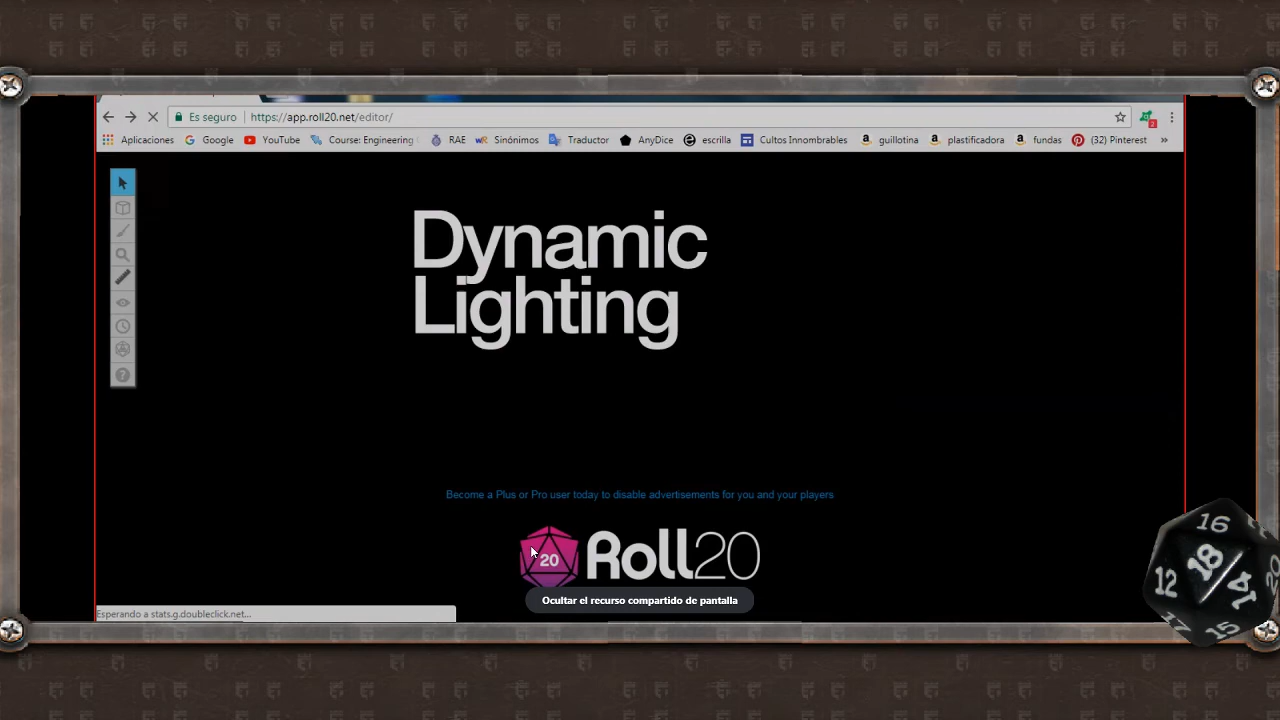 Es seguro https://app.roll20.net/editor/
Aplicaciones Google YouTube Course: Engineering RAE Sinónimos Traductor AnyDice escrilla Cultos Innombrables guillotina plastificadora fundas (32) Pinterest »
Dynamic
Lighting
Become a Plus or Pro user today to disable advertisements for you and your players
20 Roll20
Ocultar el recurso compartido de pantalla
Esperando a stats.g.doubleclick.net...
16
18
12
14
20
17
15